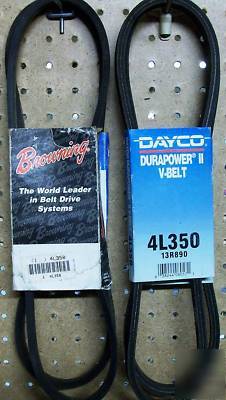 Browning
The World Leader
in Belt Drive
Systems
4L350
DAYCO
DURAPOWER® II
V-BELT
4L350
13R890